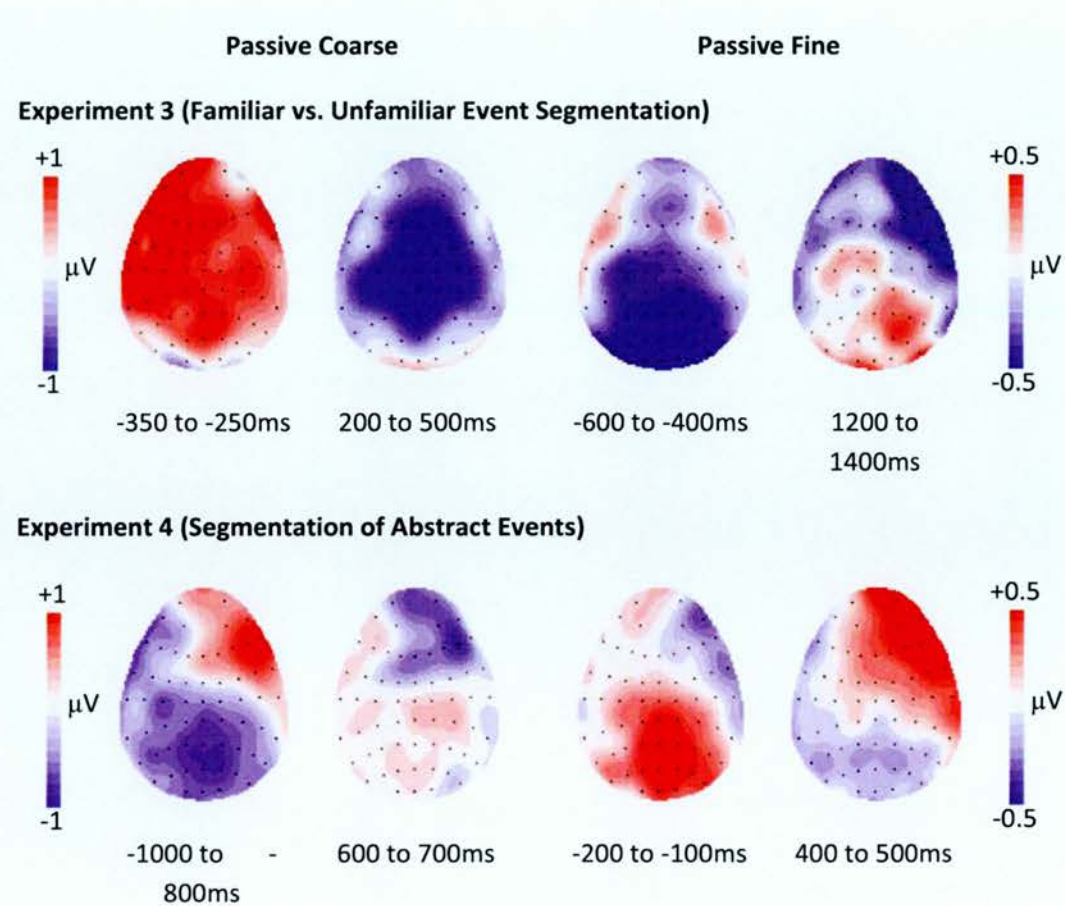 Passive Coarse Passive Fine
Experiment 3 (Familiar vs. Unfamiliar Event Segmentation)
+1 +0.5
μV μV
-1 -0.5
-350 to -250ms 200 to 500ms -600 to -400ms 1200 to
1400ms
Experiment 4 (Segmentation of Abstract Events)
+1 +0.5
μV μV
-1 -0.5
-1000 to - 600 to 700ms -200 to -100ms 400 to 500ms
800ms